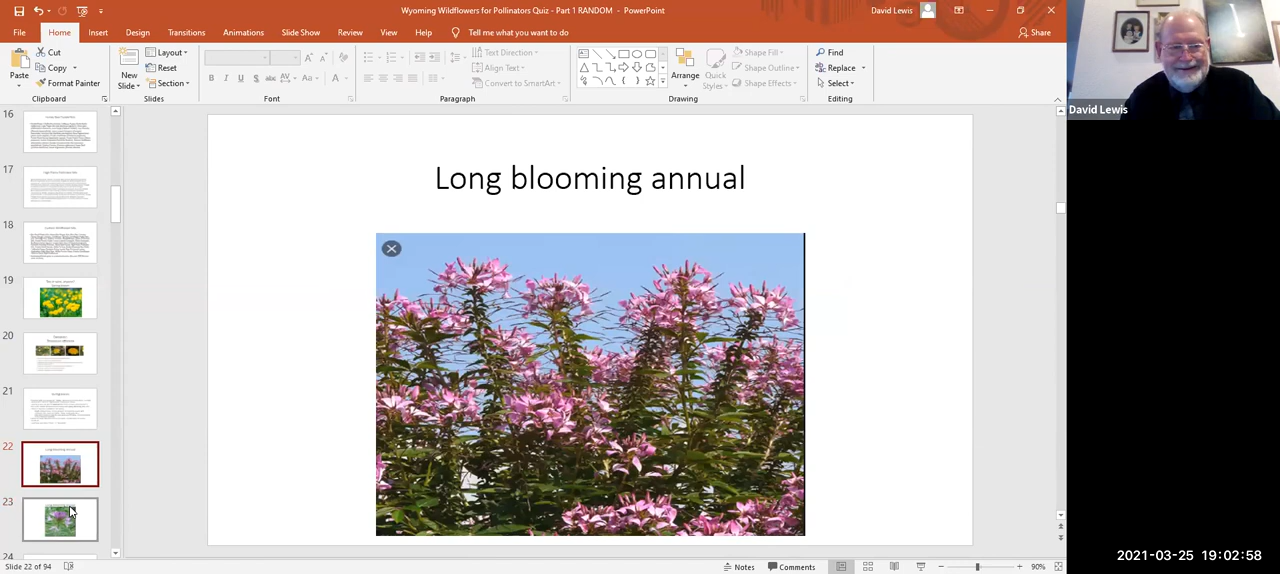 Wyoming Wildflowers for Pollinators Quiz - Part 1 RANDOM - PowerPoint
David Lewis
File Home Insert Design Transitions Animations Slide Show Review View Help Tell me what you want to do Share
Paste
Cut
Copy
Format Painter
Clipboard
New Slide
Layout
Reset
Section
Slides
Font
Text Direction
Align Text
Convert to SmartArt
Paragraph
Arrange
Quick Styles
Shape Fill
Shape Outline
Shape Effects
Drawing
Find
Replace
Select
Editing
David Lewis
16
17
18
19
20
21
22
Long blooming annual
23
24
Long blooming annual
Slide 22 of 94
Notes Comments 90%
2021-03-25 19:02:58